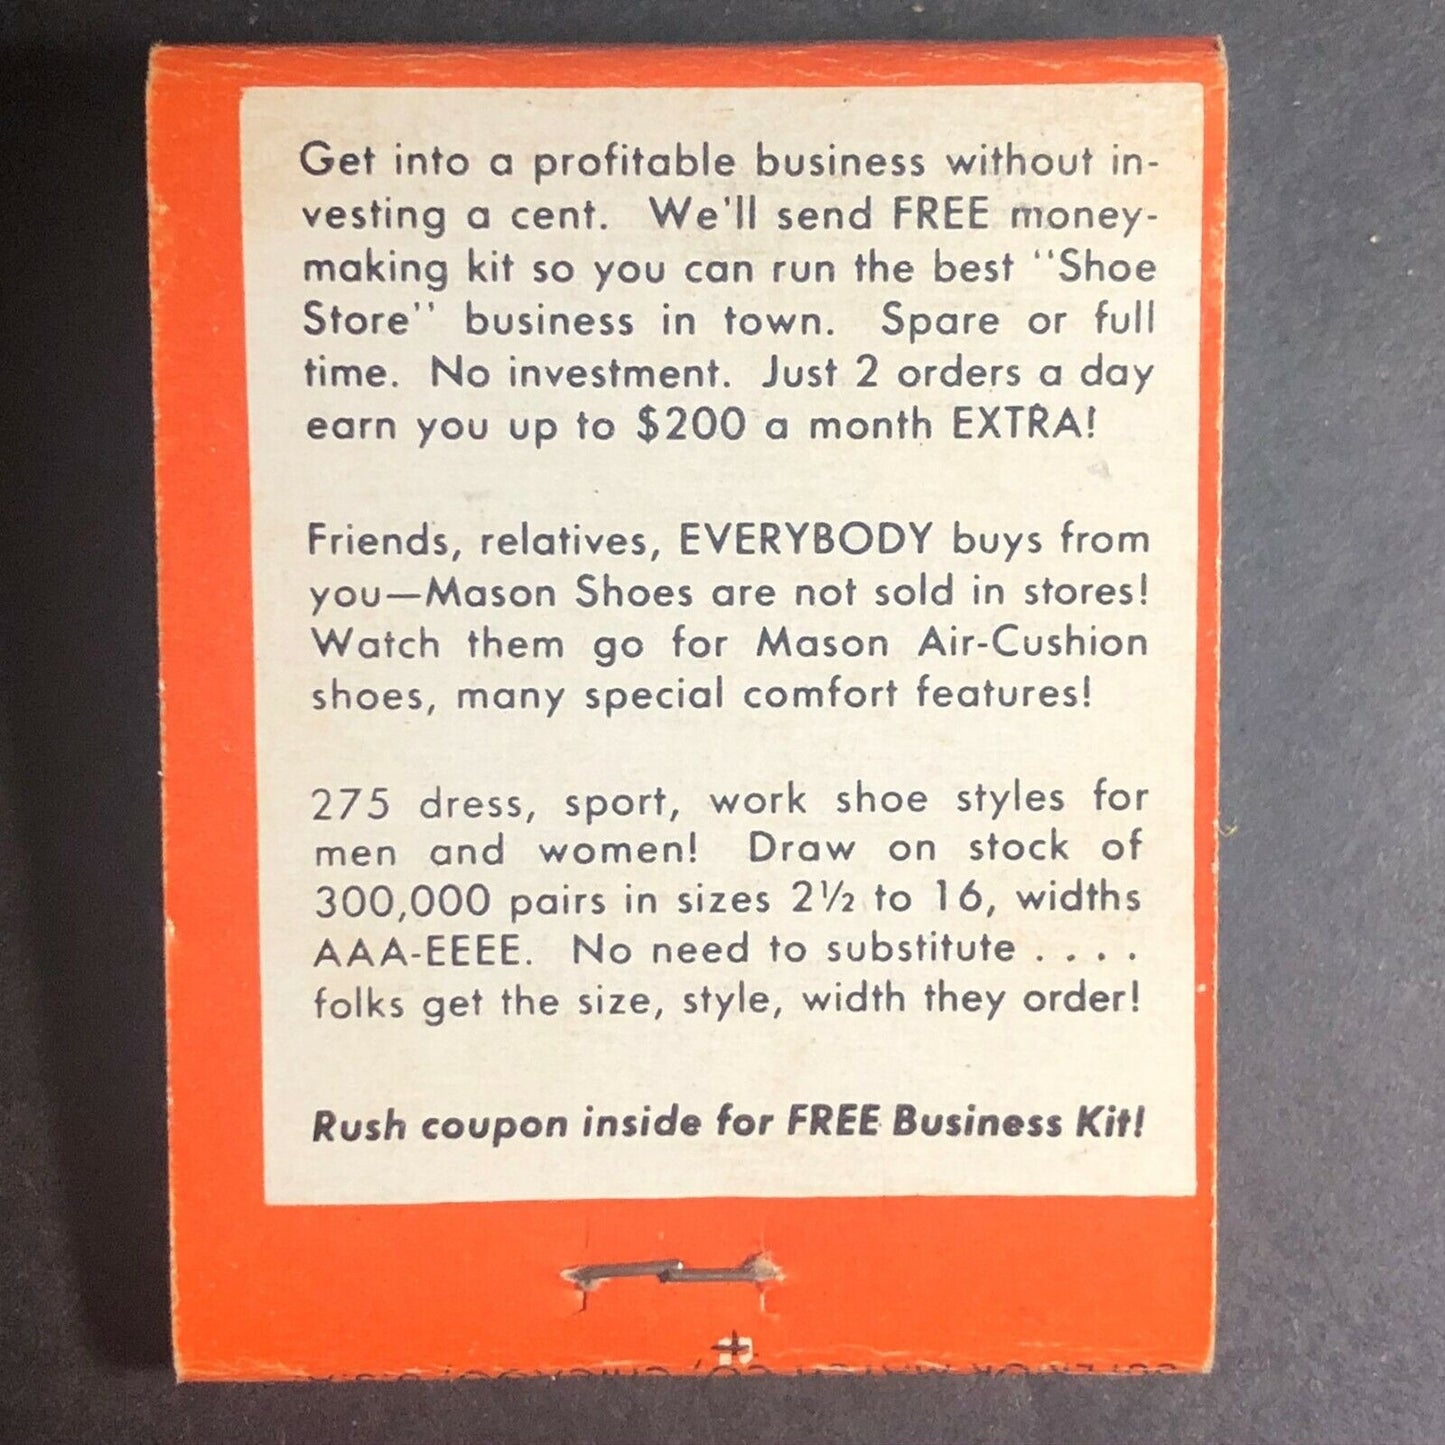 Get into a profitable business without in-
vesting a cent. We'll send FREE money-
making kit so you can run the best "Shoe
Store" business in town. Spare or full
time. No investment. Just 2 orders a day
earn you up to $200 a month EXTRA!
Friends, relatives, EVERYBODY buys from
you—Mason Shoes are not sold in stores!
Watch them go for Mason Air-Cushion
shoes, many special comfort features!
275 dress, sport, work shoe styles for
men and women! Draw on stock of
300,000 pairs in sizes 2½ to 16, widths
AAA-EEEE. No need to substitute . . . .
folks get the size, style, width they order!
Rush coupon inside for FREE Business Kit!